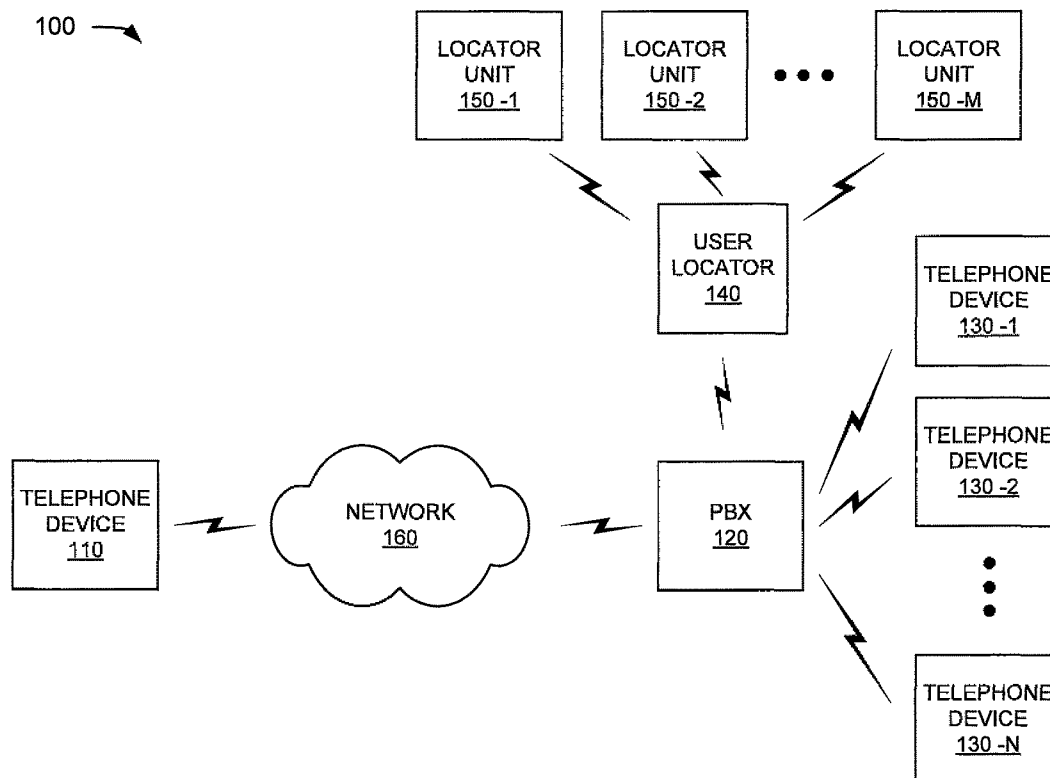 100
LOCATOR
UNIT
150 -1
LOCATOR
UNIT
150 -2
LOCATOR
UNIT
150 -M
USER
LOCATOR
140
TELEPHONE
DEVICE
130 -1
TELEPHONE
DEVICE
130 -2
TELEPHONE
DEVICE
110
NETWORK
160
PBX
120
TELEPHONE
DEVICE
130 -N